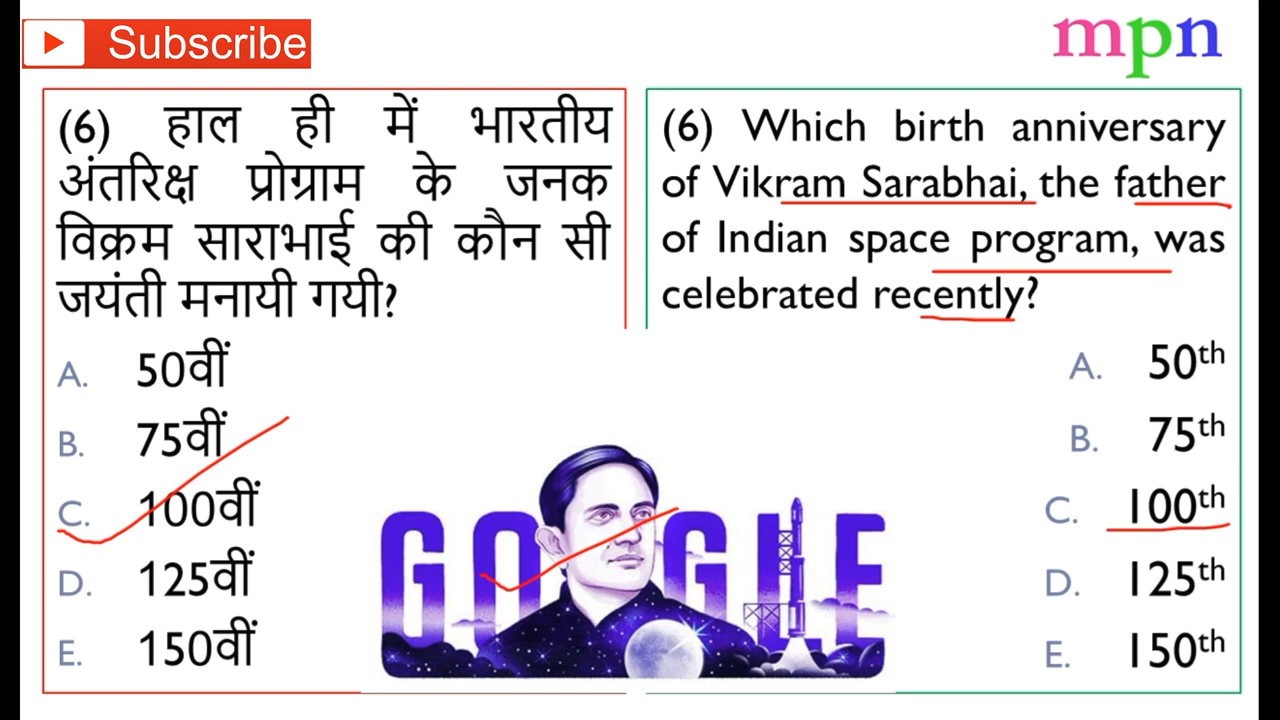 Subscribe
mpn
(6) हाल ही में भारतीय
अंतरिक्ष प्रोग्राम के जनक
विक्रम साराभाई की कौन सी
जयंती मनायी गयी?
A. 50वीं
B. 75वीं
C. 100वीं
D. 125वीं
E. 150वीं
(6) Which birth anniversary
of Vikram Sarabhai, the father
of Indian space program, was
celebrated recently?
A. 50th
B. 75th
C. 100th
D. 125th
E. 150th
GOOGLE